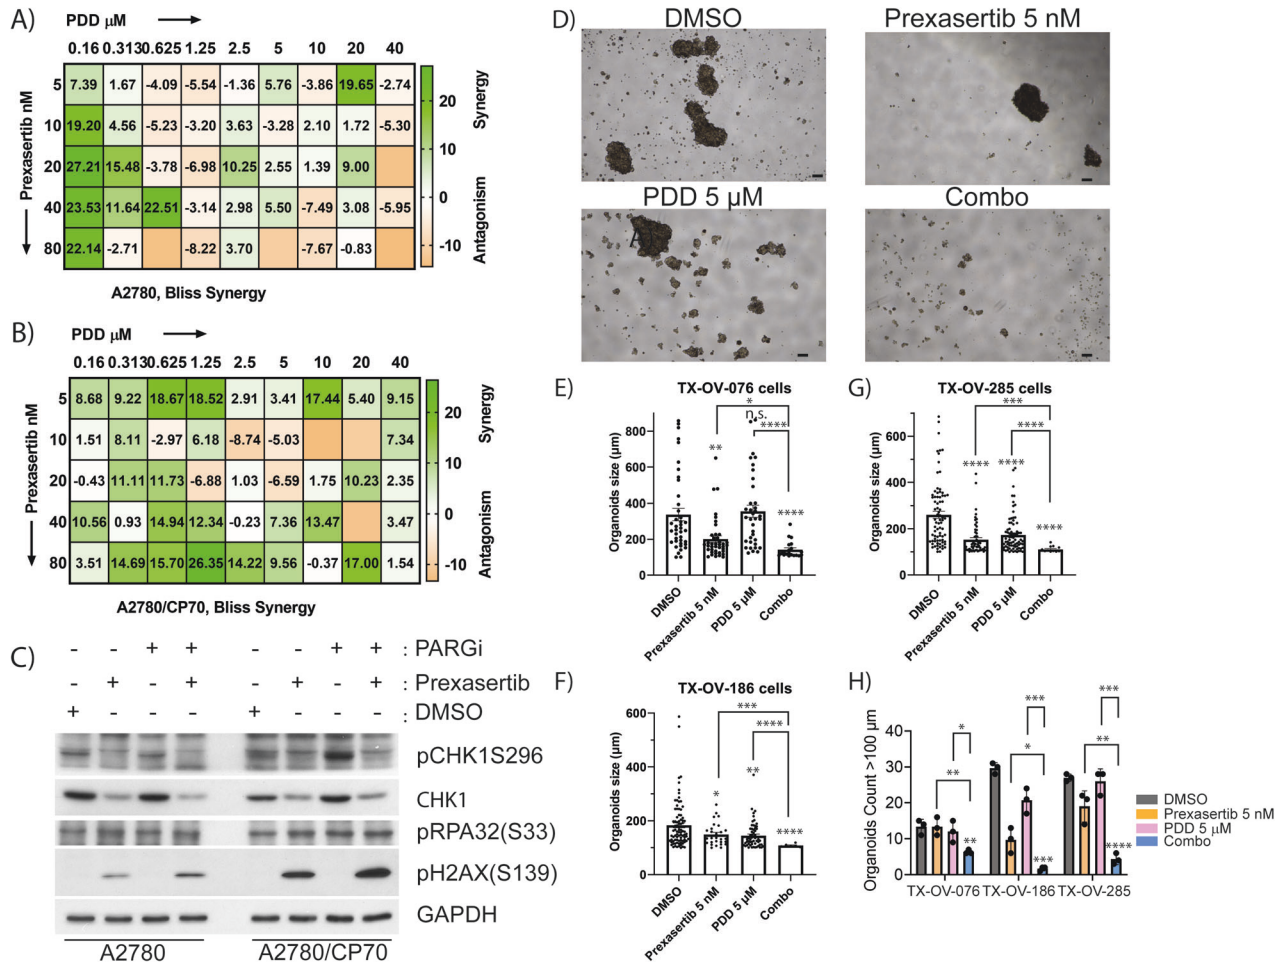 A)
PDD µM
0.16 0.313 0.625 1.25 2.5 5 10 20 40
Prexasertib nM
5 7.39 1.67 -4.09 -5.54 -1.36 5.76 -3.86 19.65 -2.74
10 19.20 4.56 -5.23 -3.20 3.63 -3.28 2.10 1.72 -5.30
20 27.21 15.48 -3.78 -6.98 10.25 2.55 1.39 9.00
40 23.53 11.64 22.51 -3.14 2.98 5.50 -7.49 3.08 -5.95
80 22.14 -2.71 -8.22 3.70 -7.67 -0.83
20
10
0
-10
Synergy
Antagonism
A2780, Bliss Synergy
B)
PDD µM
0.16 0.313 0.625 1.25 2.5 5 10 20 40
Prexasertib nM
5 8.68 9.22 18.67 18.52 2.91 3.41 17.44 5.40 9.15
10 1.51 8.11 -2.97 6.18 -8.74 -5.03 7.34
20 -0.43 11.11 11.73 -6.88 1.03 -6.59 1.75 10.23 2.35
40 10.56 0.93 14.94 12.34 -0.23 7.36 13.47 3.47
80 3.51 14.69 15.70 26.35 14.22 9.56 -0.37 17.00 1.54
20
10
0
-10
Synergy
Antagonism
A2780/CP70, Bliss Synergy
C)
- - + + - - + + : PARGi
- + - + - + - + : Prexasertib
+ - - - + - - - : DMSO
pCHK1S296
CHK1
pRPA32(S33)
pH2AX(S139)
GAPDH
A2780 A2780/CP70
D)
DMSO Prexasertib 5 nM
PDD 5 µM Combo
E)
TX-OV-076 cells
Organoids size (µm)
800
600
400
200
0
*
n.s.
****
**
****
DMSO
Prexasertib 5 nM
PDD 5 µM
Combo
G)
TX-OV-285 cells
Organoids size (µm)
600
400
200
0
***
****
****
****
****
DMSO
Prexasertib 5 nM
PDD 5 µM
Combo
F)
TX-OV-186 cells
Organoids size (µm)
600
400
200
0
***
****
**
*
****
DMSO
Prexasertib 5 nM
PDD 5 µM
Combo
H)
Organoids Count >100 µm
40
30
20
10
0
*
**
**
***
*
***
***
**
****
TX-OV-076 TX-OV-186 TX-OV-285
DMSO
Prexasertib 5 nM
PDD 5 µM
Combo